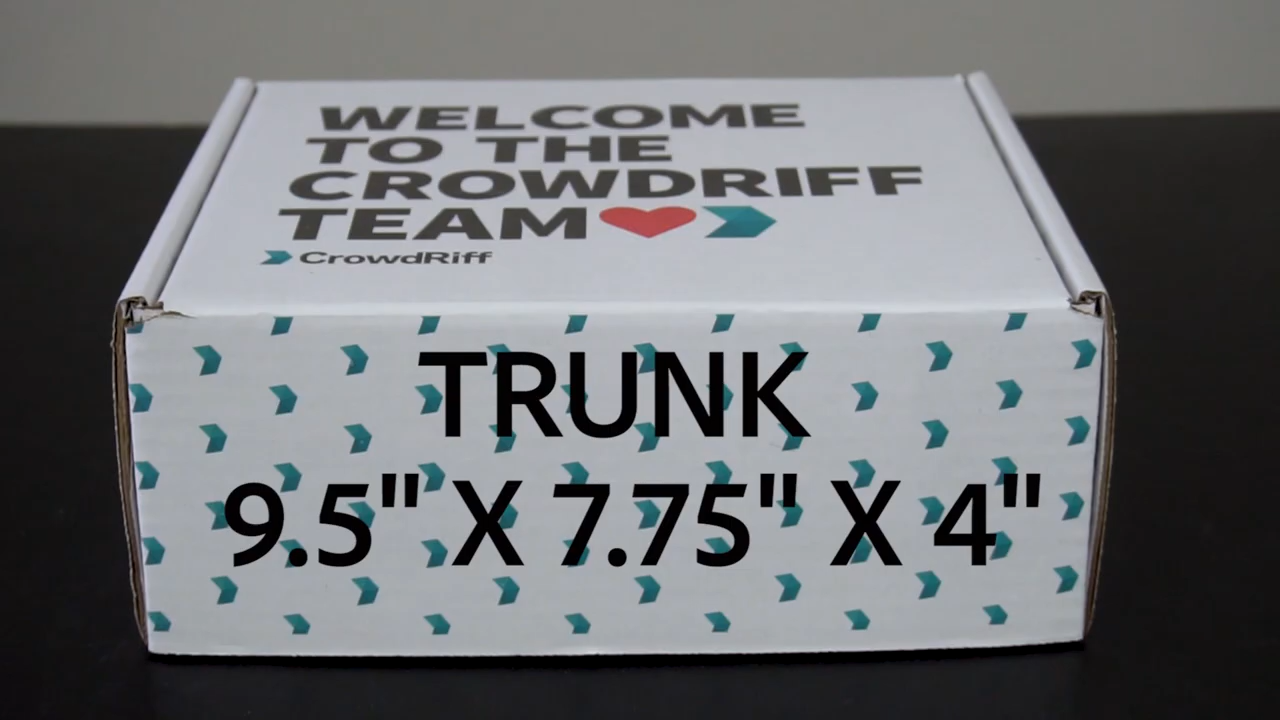 WELCOME
TO THE
CROWDRIFF
TEAM
CrowdRiff
TRUNK
9.5" X 7.75" X 4"